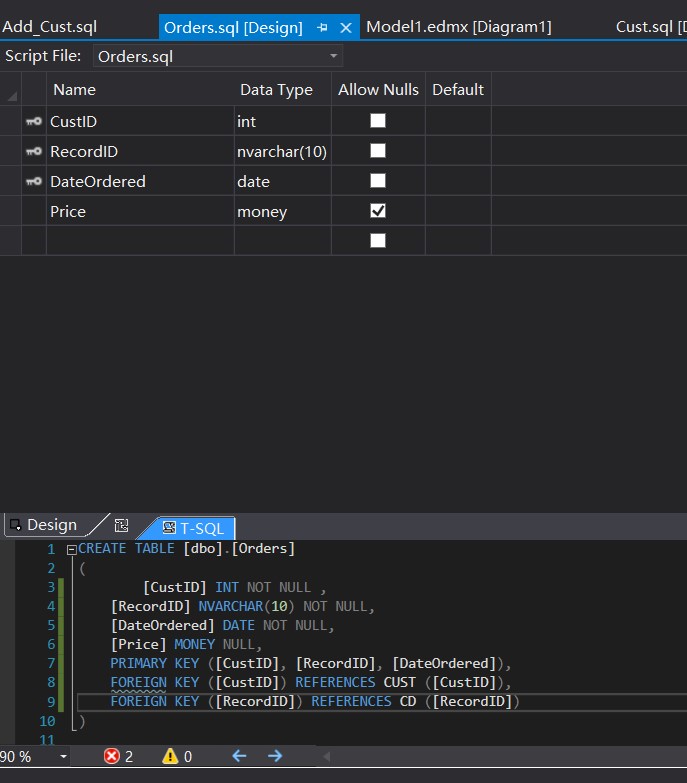 Add_Cust.sql Orders.sql [Design] Model1.edmx [Diagram1] Cust.sql [D
Script File: Orders.sql
Name Data Type Allow Nulls Default
CustID int
RecordID nvarchar(10)
DateOrdered date
Price money
Design T-SQL
1 CREATE TABLE [dbo].[Orders]
2 (
3 [CustID] INT NOT NULL ,
4 [RecordID] NVARCHAR(10) NOT NULL,
5 [DateOrdered] DATE NOT NULL,
6 [Price] MONEY NULL,
7 PRIMARY KEY ([CustID], [RecordID], [DateOrdered]),
8 FOREIGN KEY ([CustID]) REFERENCES CUST ([CustID]),
9 FOREIGN KEY ([RecordID]) REFERENCES CD ([RecordID])
10 )
11
90 % 2 0